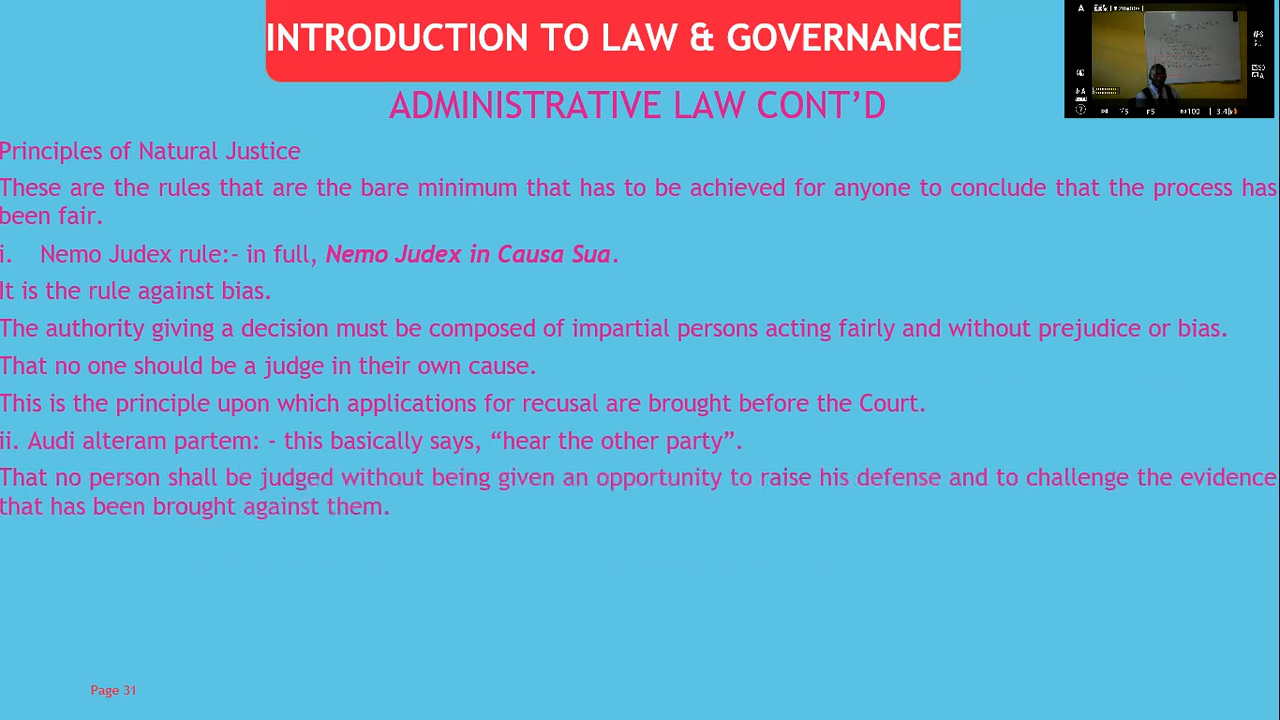 INTRODUCTION TO LAW & GOVERNANCE
ADMINISTRATIVE LAW CONT’D
Principles of Natural Justice
These are the rules that are the bare minimum that has to be achieved for anyone to conclude that the process has
been fair.
i. Nemo Judex rule:- in full, Nemo Judex in Causa Sua.
It is the rule against bias.
The authority giving a decision must be composed of impartial persons acting fairly and without prejudice or bias.
That no one should be a judge in their own cause.
This is the principle upon which applications for recusal are brought before the Court.
ii. Audi alteram partem: - this basically says, “hear the other party”.
That no person shall be judged without being given an opportunity to raise his defense and to challenge the evidence
that has been brought against them.
Page 31